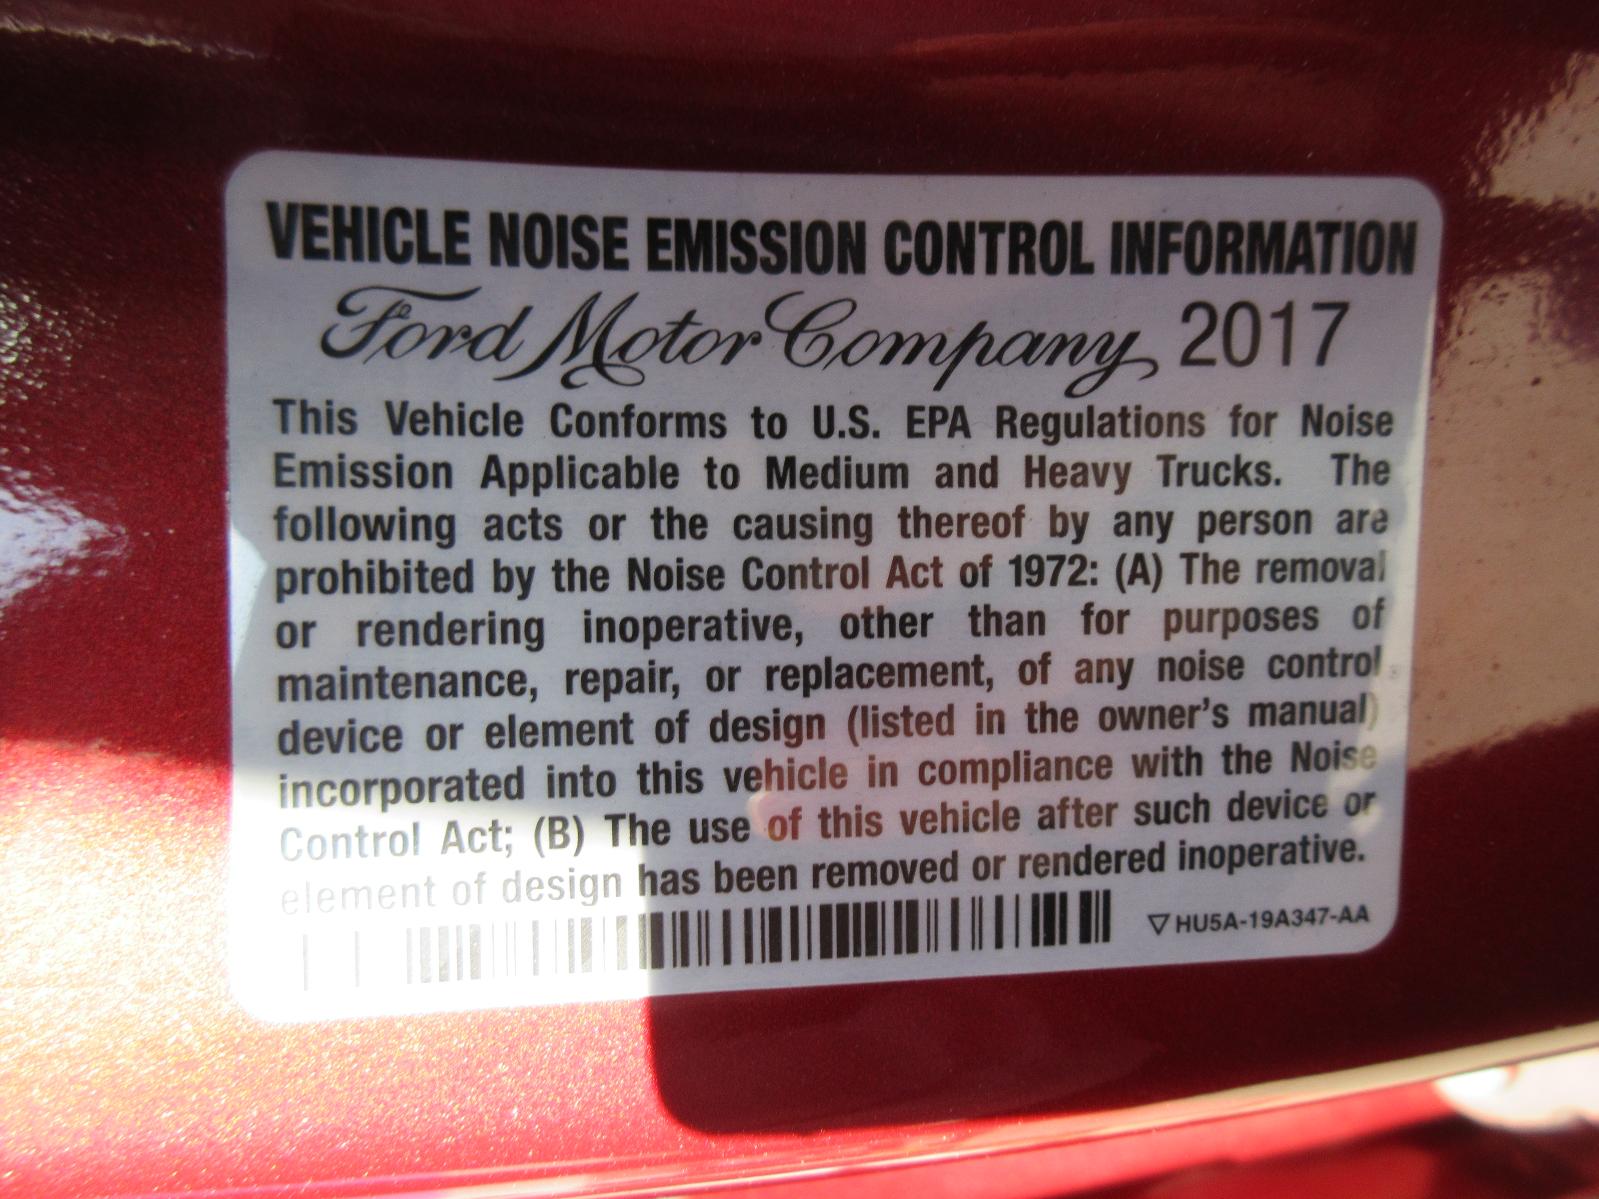 VEHICLE NOISE EMISSION CONTROL INFORMATION
Ford Motor Company 2017
This Vehicle Conforms to U.S. EPA Regulations for Noise
Emission Applicable to Medium and Heavy Trucks. The
following acts or the causing thereof by any person are
prohibited by the Noise Control Act of 1972: (A) The removal
or rendering inoperative, other than for purposes of
maintenance, repair, or replacement, of any noise control
device or element of design (listed in the owner's manual)
incorporated into this vehicle in compliance with the Noise
Control Act; (B) The use of this vehicle after such device or
element of design has been removed or rendered inoperative.
▽ HU5A-19A347-AA